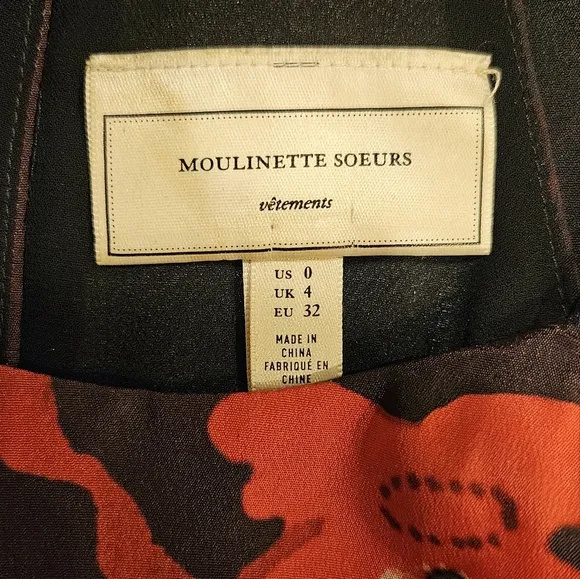 MOULINETTE SOEURS
vêtements
US 0
UK 4
EU 32
MADE IN
CHINA
FABRIQUÉ EN
CHINE